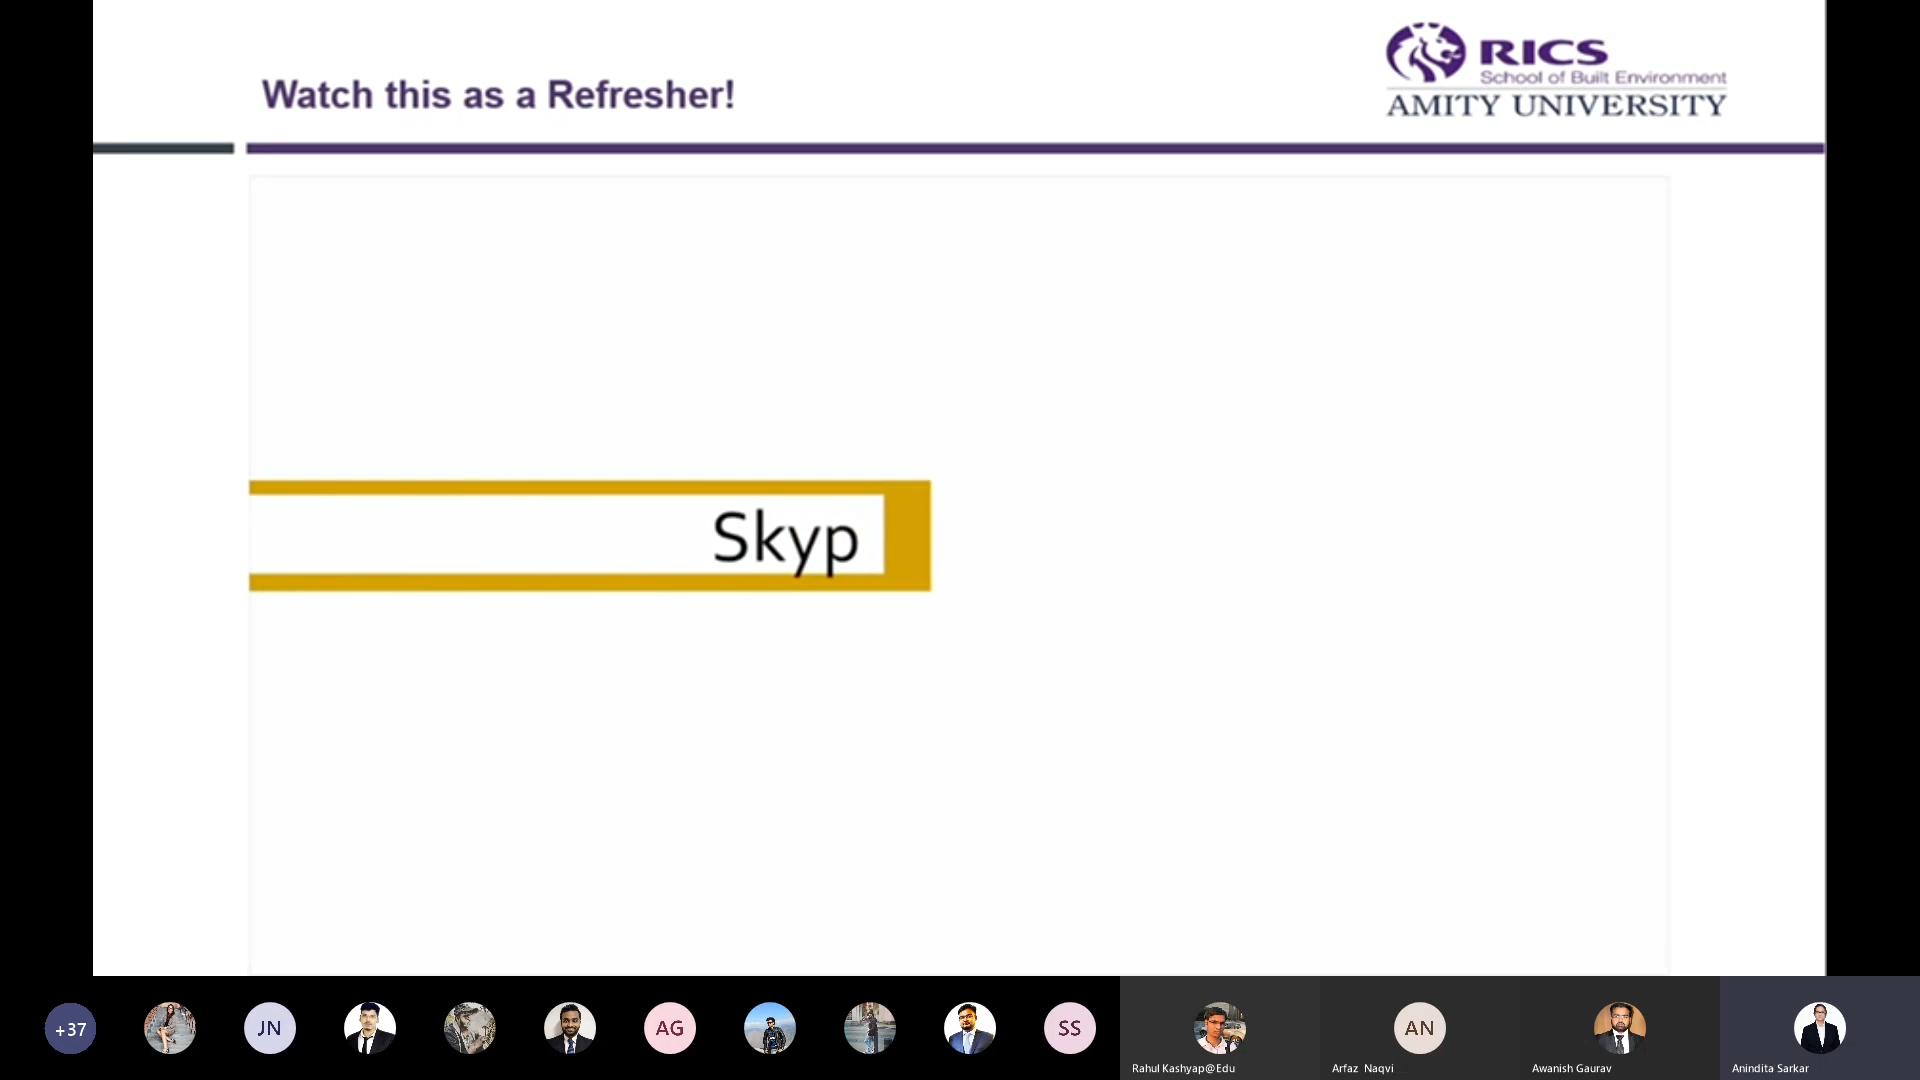 Watch this as a Refresher!
RICS
School of Built Environment
AMITY UNIVERSITY
Skyp
+37
JN
AG
SS
AN
Rahul Kashyap@Edu
Arfaz Naqvi
Awanish Gaurav
Anindita Sarkar